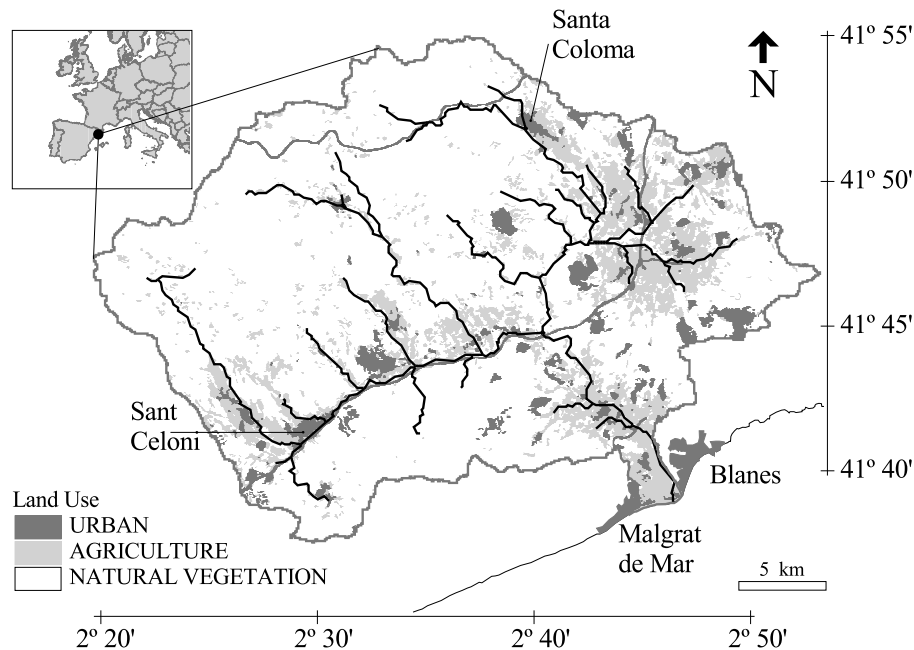 Santa
Coloma
N
41º 55'
41º 50'
41º 45'
Sant
Celoni
41º 40'
Blanes
Land Use
URBAN
AGRICULTURE
NATURAL VEGETATION
Malgrat
de Mar
5 km
2º 20'
2º 30'
2º 40'
2º 50'